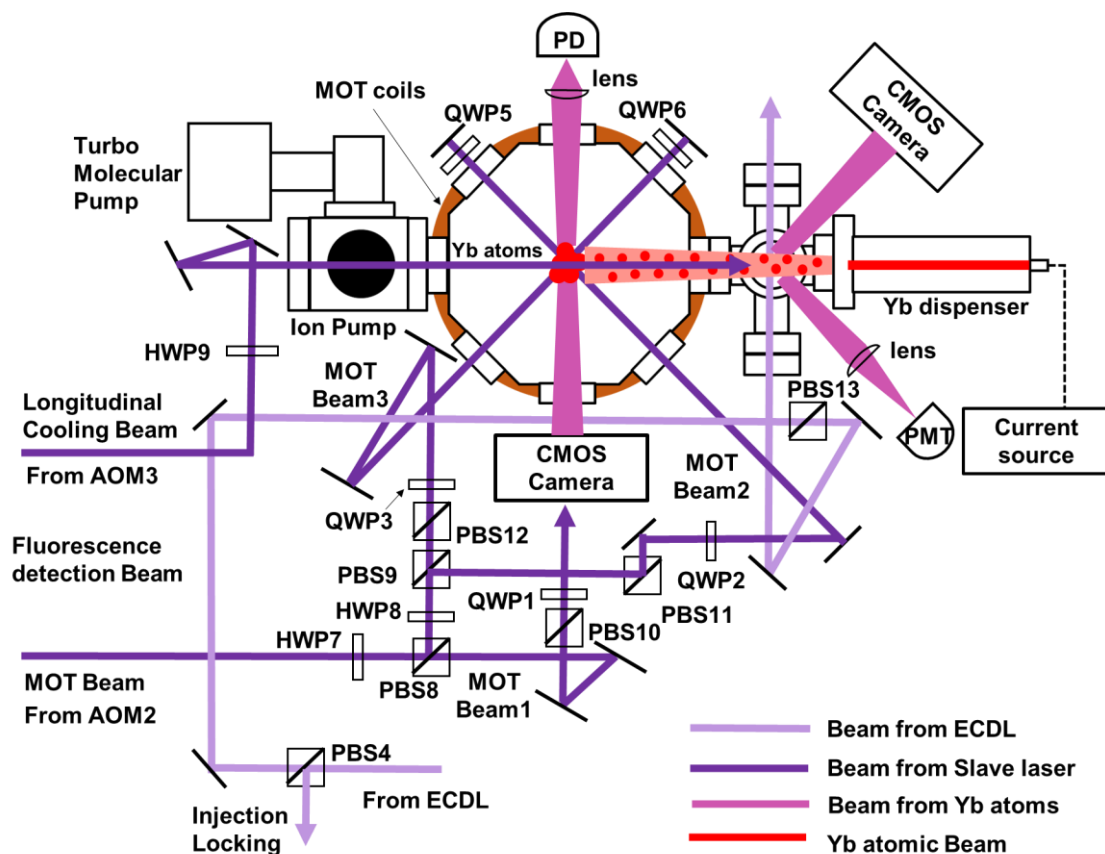 PD
lens
MOT coils
QWP5
QWP6
CMOS
Camera
Turbo
Molecular
Pump
Yb atoms
Ion Pump
Yb dispenser
HWP9
MOT
Beam3
lens
PBS13
Longitudinal
Cooling Beam
From AOM3
CMOS
Camera
PMT
Current
source
MOT
Beam2
QWP3
PBS12
Fluorescence
detection Beam
PBS9
QWP1
QWP2
PBS11
HWP8
PBS10
HWP7
MOT Beam
From AOM2
PBS8
MOT
Beam1
PBS4
From ECDL
Injection
Locking
Beam from ECDL
Beam from Slave laser
Beam from Yb atoms
Yb atomic Beam